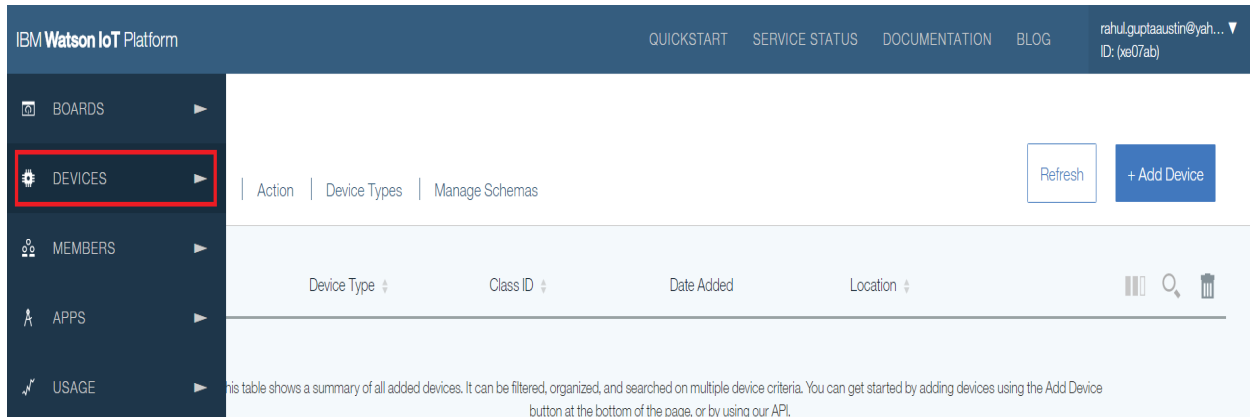 IBM Watson IoT Platform
QUICKSTART SERVICE STATUS DOCUMENTATION BLOG
rahul.guptaaustin@yah... ▼
ID: (xe07ab)
BOARDS
DEVICES
MEMBERS
APPS
USAGE
Action | Device Types | Manage Schemas
Refresh
+ Add Device
Device Type Class ID Date Added Location
his table shows a summary of all added devices. It can be filtered, organized, and searched on multiple device criteria. You can get started by adding devices using the Add Device
button at the bottom of the page, or by using our API.